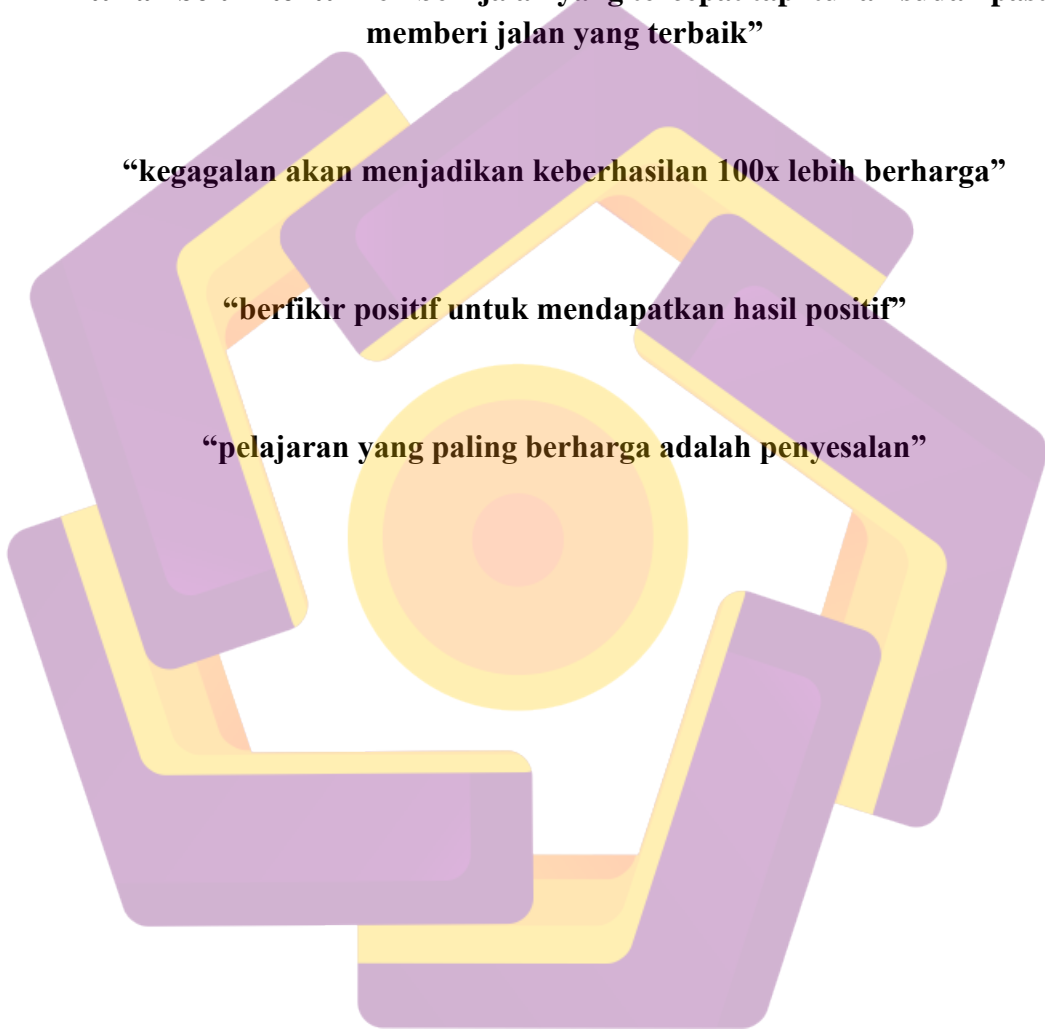 memberi jalan yang terbaik”
“kegagalan akan menjadikan keberhasilan 100x lebih berharga”
“berfikir positif untuk mendapatkan hasil positif”
“pelajaran yang paling berharga adalah penyesalan”